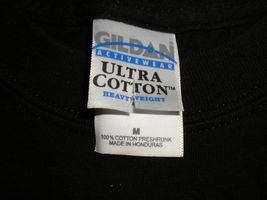 GILDAN
ACTIVEWEAR
ULTRA
COTTON™
HEAVYWEIGHT
M
100% COTTON PRESHRUNK
MADE IN HONDURAS